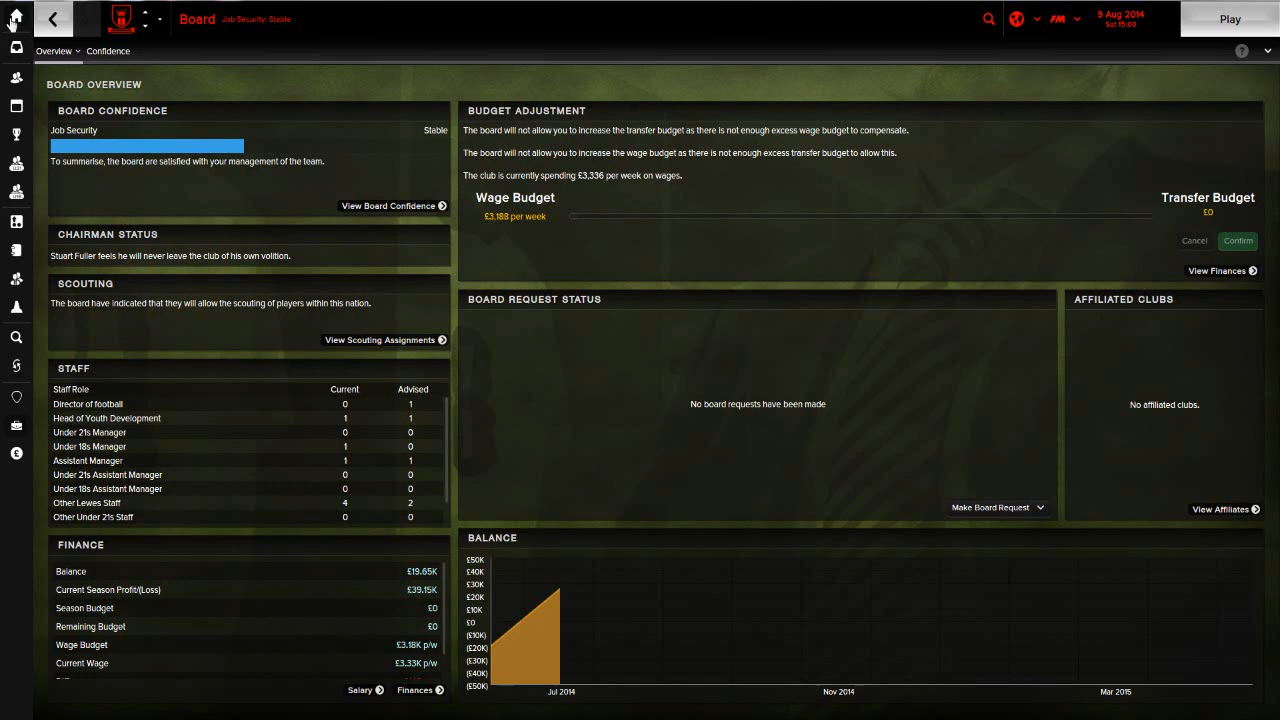 Board Job Security: Stable
FM
9 Aug 2014
Sat 15:00
Play
Overview
Confidence
?
BOARD OVERVIEW
BOARD CONFIDENCE
Job Security Stable
To summarise, the board are satisfied with your management of the team.
View Board Confidence
CHAIRMAN STATUS
Stuart Fuller feels he will never leave the club of his own volition.
SCOUTING
The board have indicated that they will allow the scouting of players within this nation.
View Scouting Assignments
STAFF
Staff Role Current Advised
Director of football 0 1
Head of Youth Development 1 1
Under 21s Manager 0 0
Under 18s Manager 1 0
Assistant Manager 1 1
Under 21s Assistant Manager 0 0
Under 18s Assistant Manager 0 0
Other Lewes Staff 4 2
Other Under 21s Staff 0 0
FINANCE
Balance £19.65K
Current Season Profit/(Loss) £39.15K
Season Budget £0
Remaining Budget £0
Wage Budget £3.18K p/w
Current Wage £3.33K p/w
Salary Finances
BUDGET ADJUSTMENT
The board will not allow you to increase the transfer budget as there is not enough excess wage budget to compensate.
The board will not allow you to increase the wage budget as there is not enough excess transfer budget to allow this.
The club is currently spending £3,336 per week on wages.
Wage Budget Transfer Budget
£3,188 per week £0
Cancel Confirm
View Finances
BOARD REQUEST STATUS
No board requests have been made
Make Board Request
AFFILIATED CLUBS
No affiliated clubs.
View Affiliates
BALANCE
£50K
£40K
£30K
£20K
£10K
£0
(£10K)
(£20K)
(£30K)
(£40K)
(£50K)
Jul 2014 Nov 2014 Mar 2015